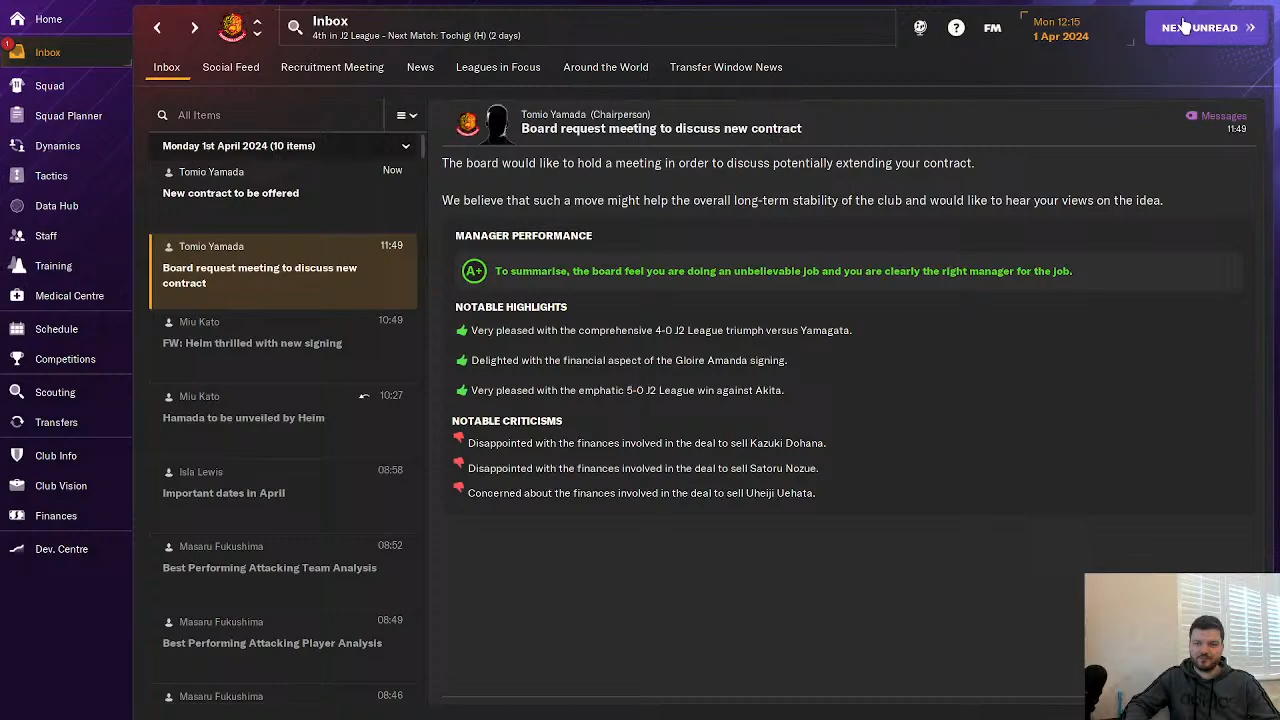 Home
1
Inbox
Squad
Squad Planner
Dynamics
Tactics
Data Hub
Staff
Training
Medical Centre
Schedule
Competitions
Scouting
Transfers
Club Info
Club Vision
Finances
Dev. Centre
Inbox
4th in J2 League - Next Match: Tochigi (H) (2 days)
?
FM
Mon 12:15
1 Apr 2024
NEXT UNREAD
Inbox
Social Feed
Recruitment Meeting
News
Leagues in Focus
Around the World
Transfer Window News
All Items
Monday 1st April 2024 (10 items)
Tomio Yamada
Now
New contract to be offered
Tomio Yamada
11:49
Board request meeting to discuss new
contract
Miu Kato
10:49
FW: Heim thrilled with new signing
Miu Kato
10:27
Hamada to be unveiled by Heim
Isla Lewis
08:58
Important dates in April
Masaru Fukushima
08:52
Best Performing Attacking Team Analysis
Masaru Fukushima
08:49
Best Performing Attacking Player Analysis
Masaru Fukushima
08:46
Tomio Yamada (Chairperson)
Board request meeting to discuss new contract
Messages
11:49
The board would like to hold a meeting in order to discuss potentially extending your contract.
We believe that such a move might help the overall long-term stability of the club and would like to hear your views on the idea.
MANAGER PERFORMANCE
A+
To summarise, the board feel you are doing an unbelievable job and you are clearly the right manager for the job.
NOTABLE HIGHLIGHTS
Very pleased with the comprehensive 4-0 J2 League triumph versus Yamagata.
Delighted with the financial aspect of the Gloire Amanda signing.
Very pleased with the emphatic 5-0 J2 League win against Akita.
NOTABLE CRITICISMS
Disappointed with the finances involved in the deal to sell Kazuki Dohana.
Disappointed with the finances involved in the deal to sell Satoru Nozue.
Concerned about the finances involved in the deal to sell Uheiji Uehata.